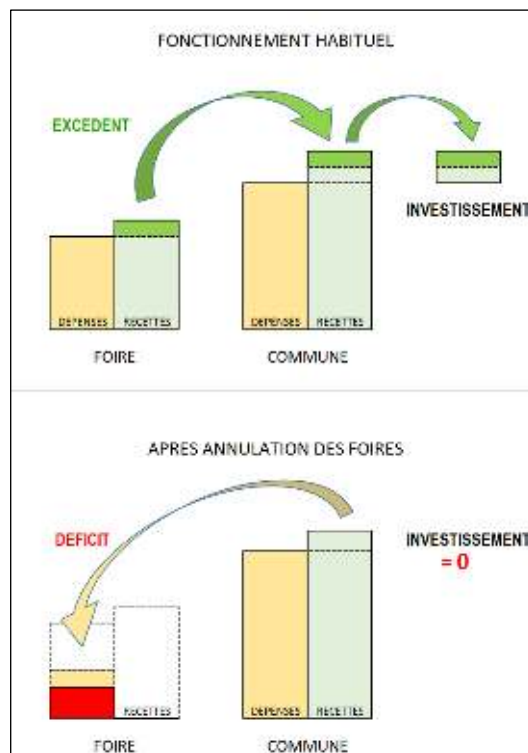 FONCTIONNEMENT HABITUEL
EXCEDENT
INVESTISSEMENT
DEPENSES RECETTES DEPENSES RECETTES
FOIRE COMMUNE
APRES ANNULATION DES FOIRES
DEFICIT INVESTISSEMENT
= 0
RECETTES DEPENSES RECETTES
FOIRE COMMUNE